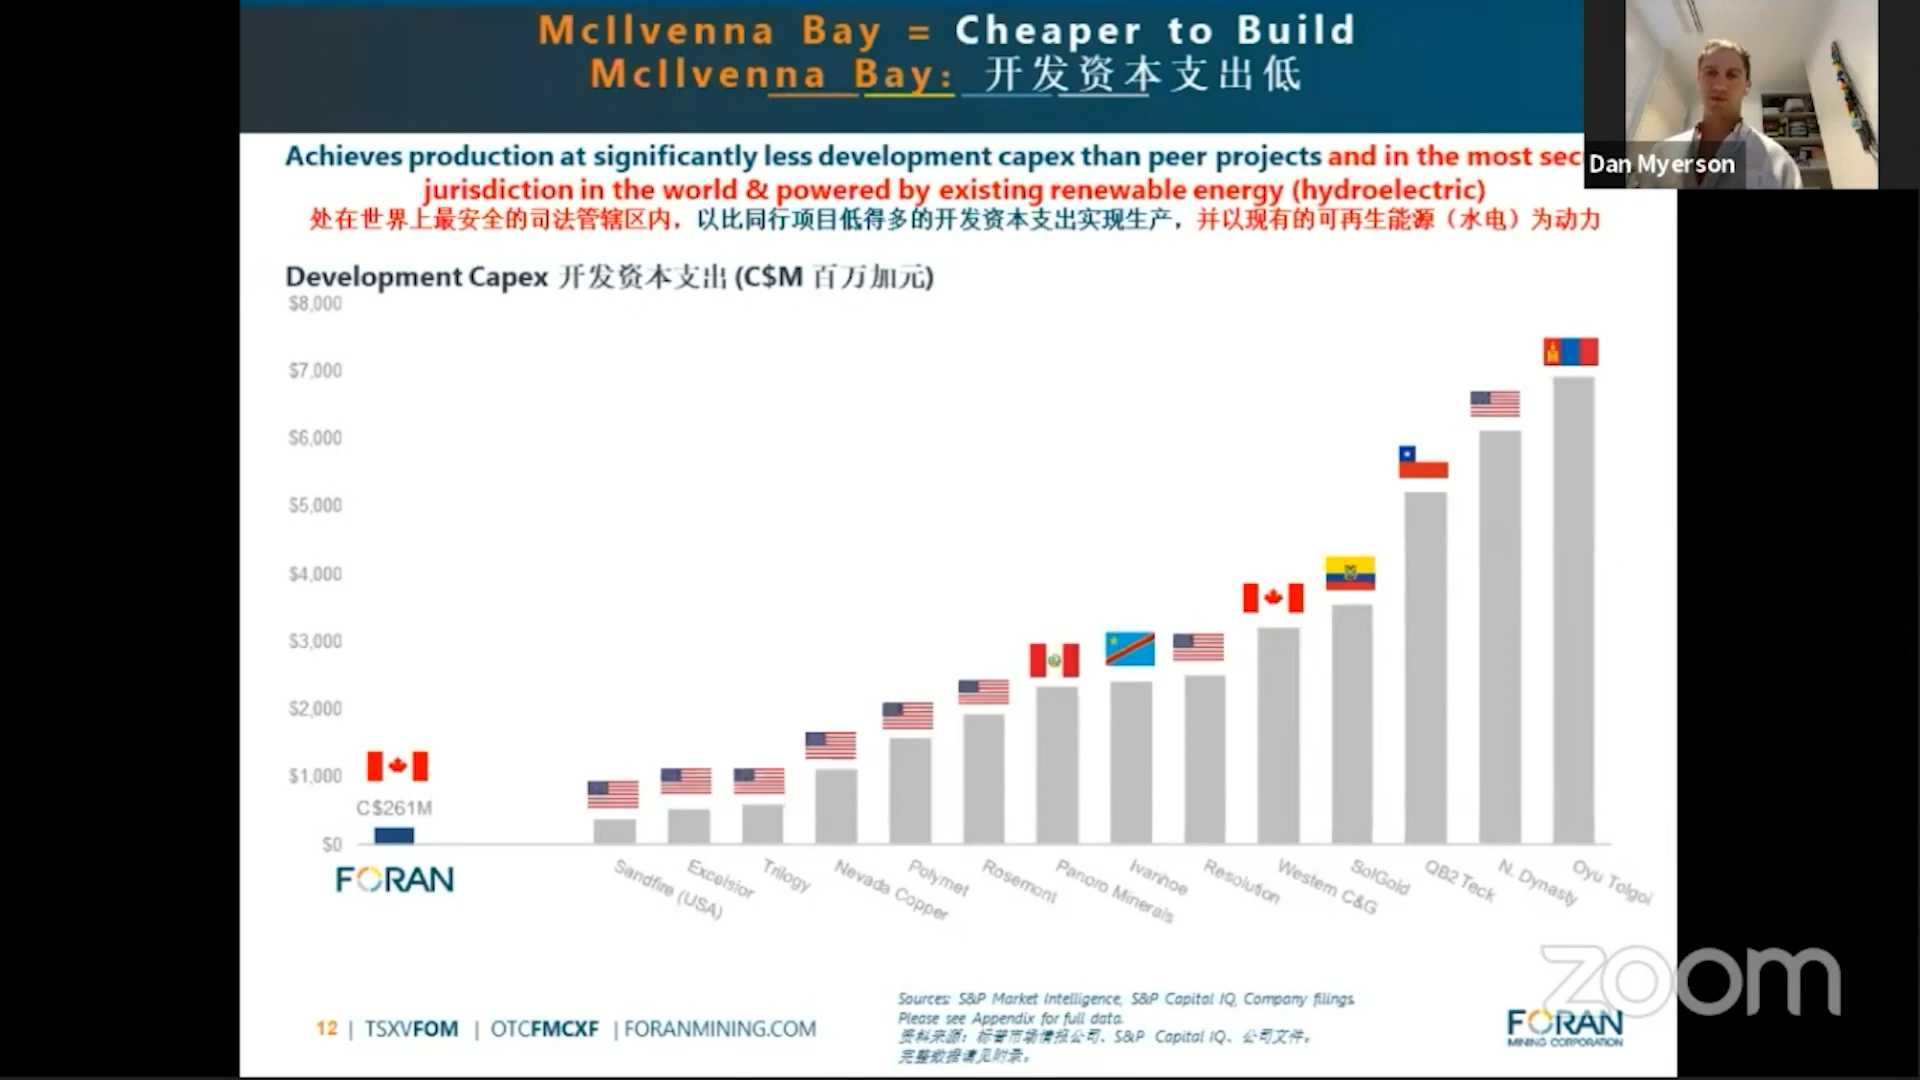 McIlvenna Bay = Cheaper to Build
McIlvenna Bay: 开发资本支出低
Dan Myerson
Achieves production at significantly less development capex than peer projects and in the most sec
jurisdiction in the world & powered by existing renewable energy (hydroelectric)
处在世界上最安全的司法管辖区内，以比同行项目低得多的开发资本支出实现生产，并以现有的可再生能源（水电）为动力
Development Capex 开发资本支出 (C$M 百万加元)
$8,000
$7,000
$6,000
$5,000
$4,000
$3,000
$2,000
$1,000
$0
C$261M
FORAN
Sandfire (USA)
Excelsior
Trilogy
Nevada Copper
Polymet
Rosemont
Panoro Minerals
Ivanhoe
Resolution
Western C&G
SolGold
QB2 Teck
N. Dynasty
Oyu Tolgoi
zoom
Sources: S&P Market Intelligence, S&P Capital IQ, Company filings.
Please see Appendix for full data.
资料来源：标普市场情报公司、S&P Capital IQ、公司文件。
完整数据请见附录。
12 | TSXVFOM | OTCFMCXF | FORANMINING.COM
FORAN
MINING CORPORATION